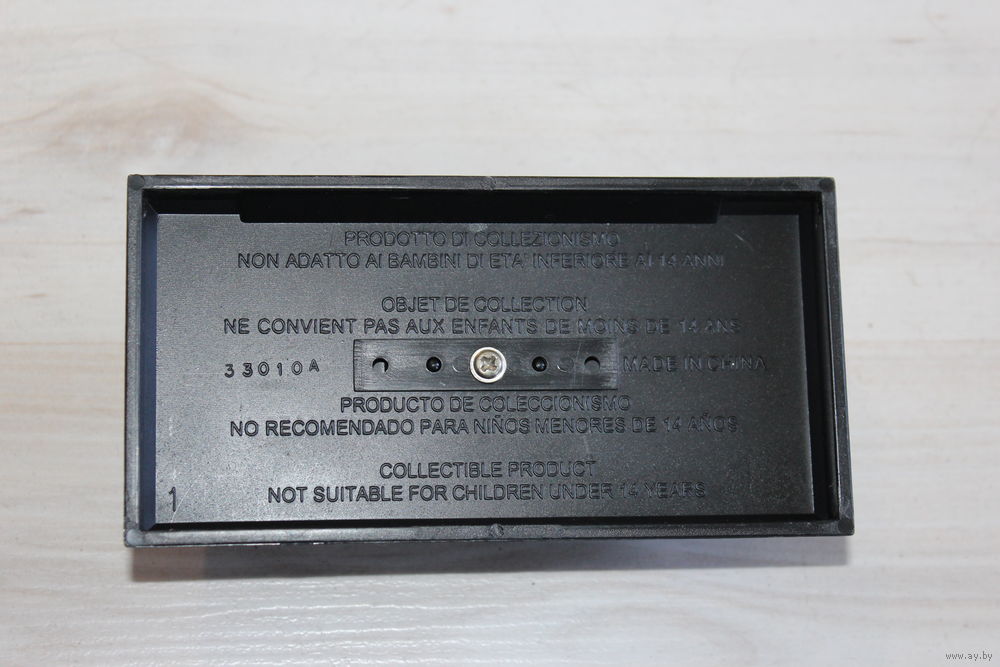 PRODOTTO DI COLLEZIONISMO
NON ADATTO AI BAMBINI DI ETA' INFERIORE AI 14 ANNI
OBJET DE COLLECTION
NE CONVIENT PAS AUX ENFANTS DE MOINS DE 14 ANS
33010A
MADE IN CHINA
PRODUCTO DE COLECCIONISMO
NO RECOMENDADO PARA NIÑOS MENORES DE 14 AÑOS
COLLECTIBLE PRODUCT
NOT SUITABLE FOR CHILDREN UNDER 14 YEARS
1
www.ay.by